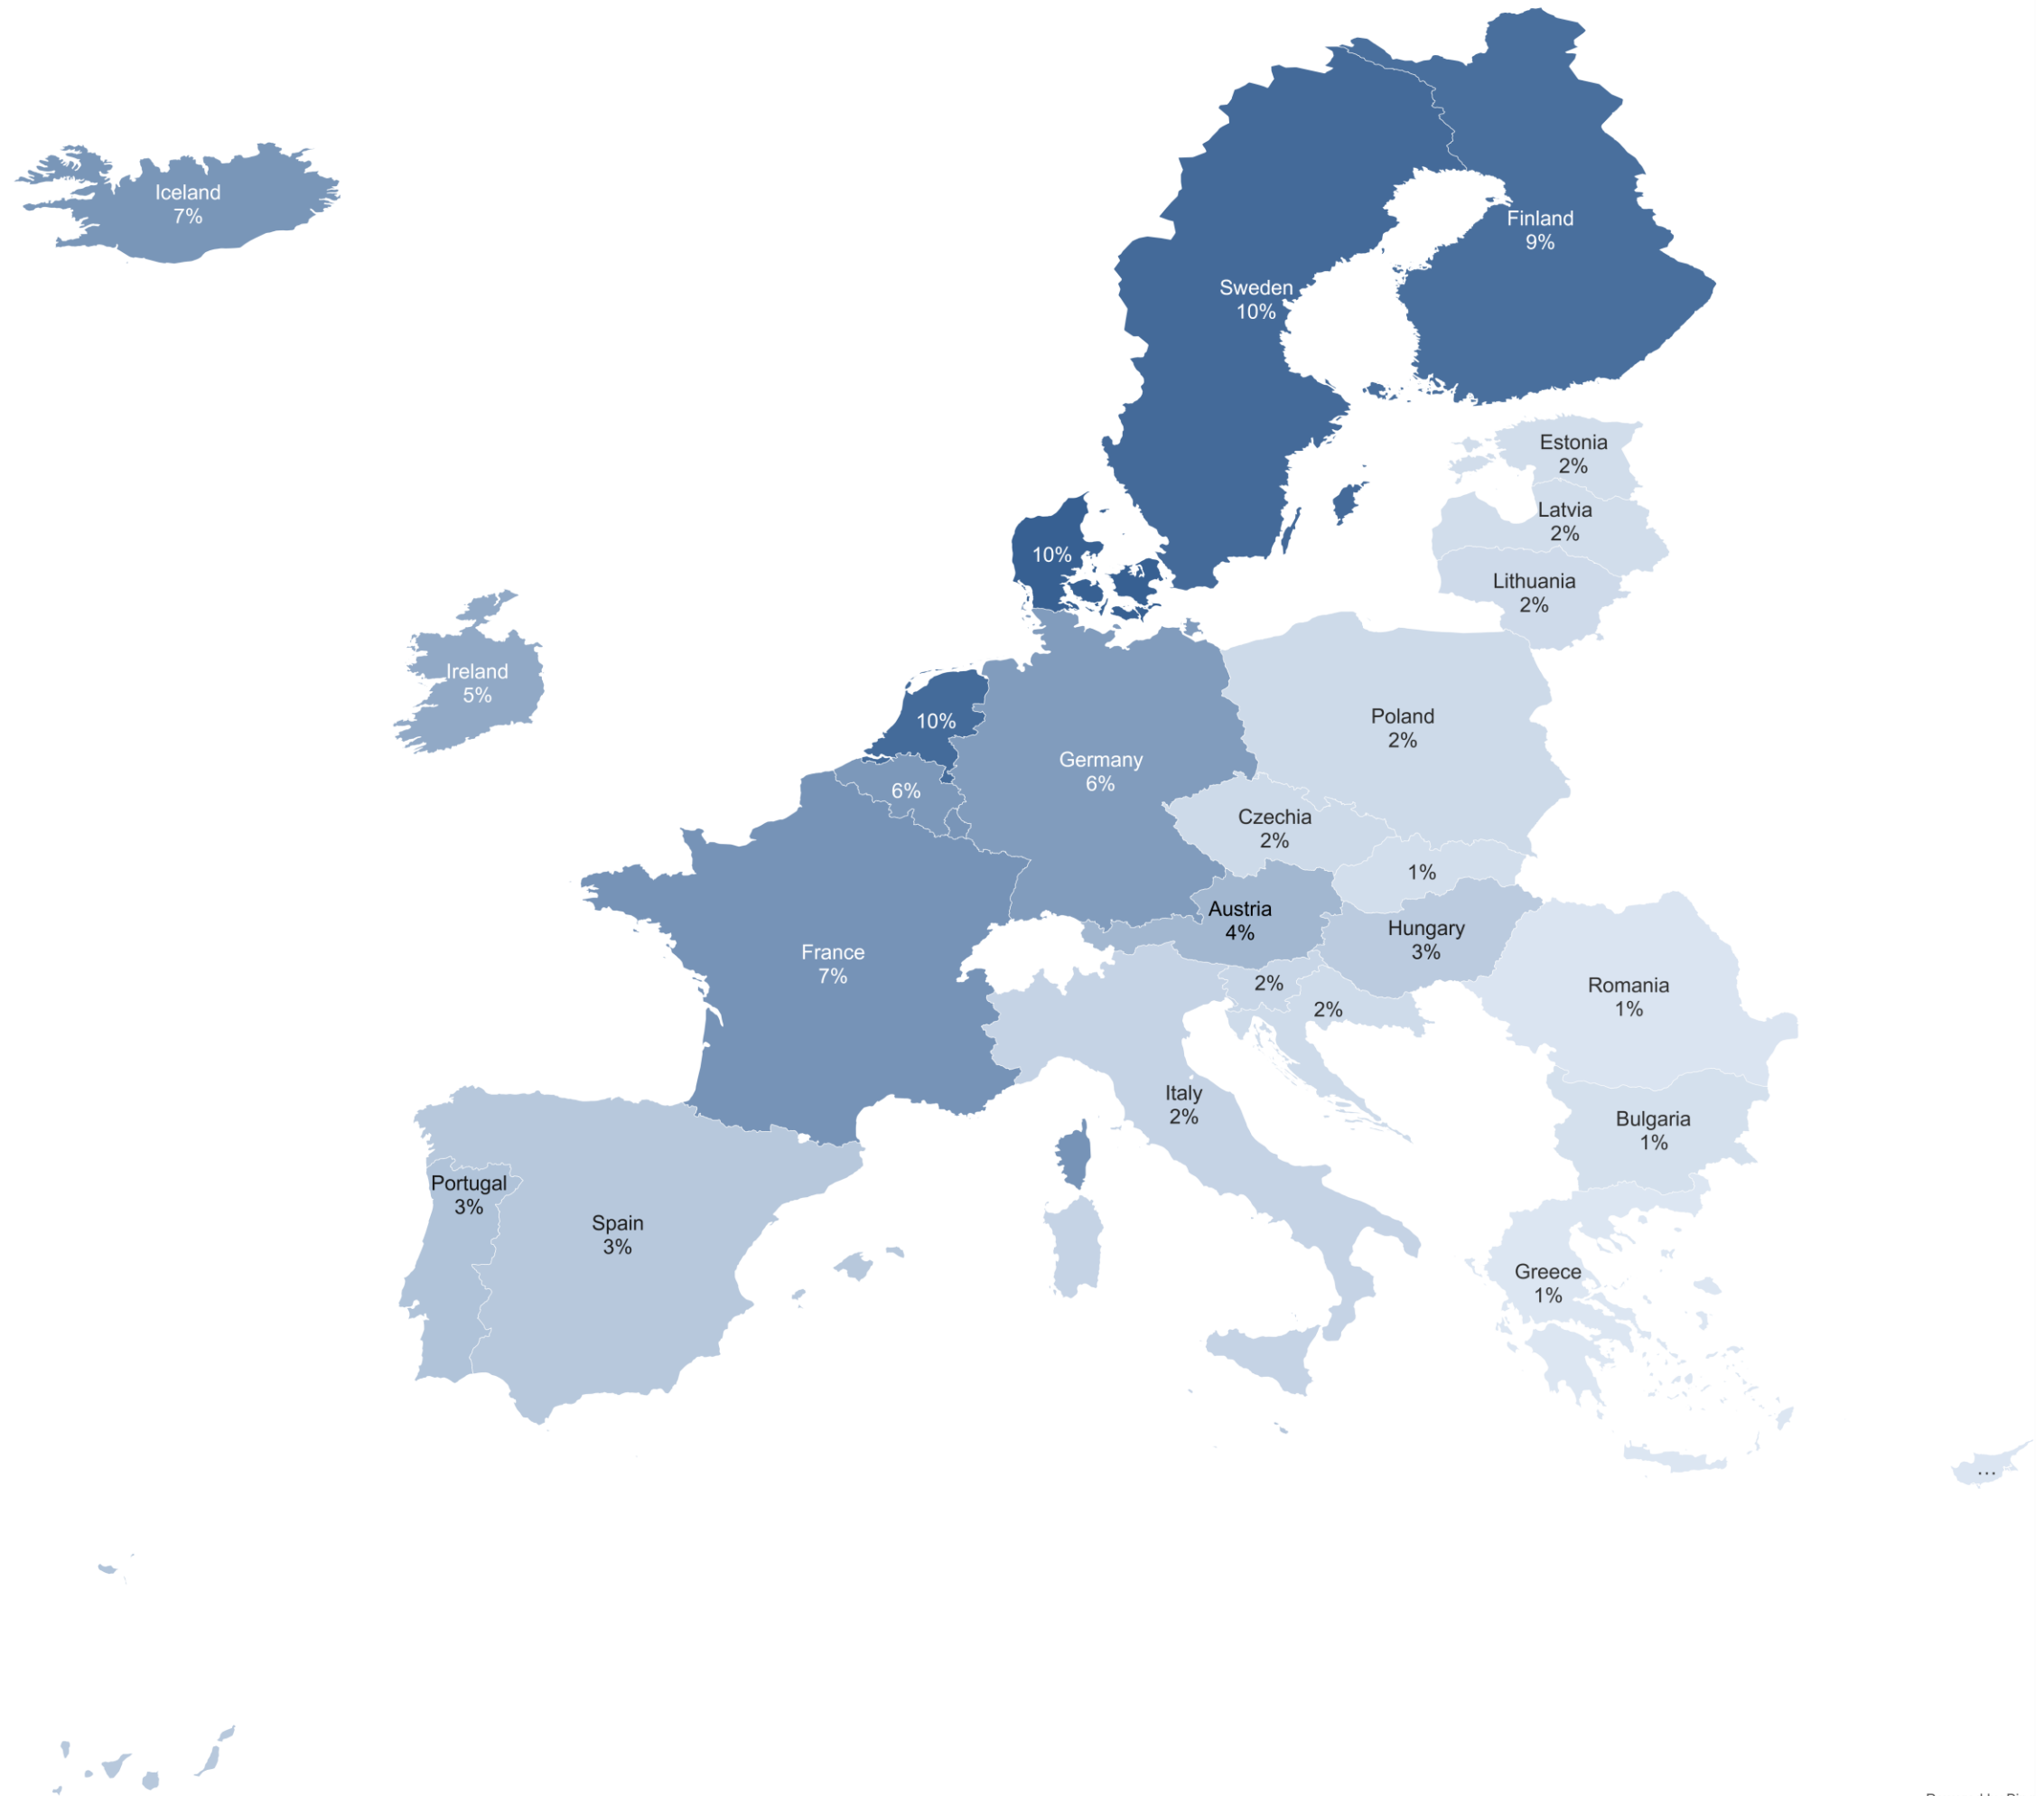 Iceland
7%
Finland
9%
Sweden
10%
Estonia
2%
Latvia
2%
Lithuania
2%
10%
Ireland
5%
10%
Poland
2%
Germany
6%
6%
Czechia
2%
1%
Austria
4%
Hungary
3%
France
7%
2%
2%
Romania
1%
Italy
2%
Bulgaria
1%
Portugal
3%
Spain
3%
Greece
1%
...